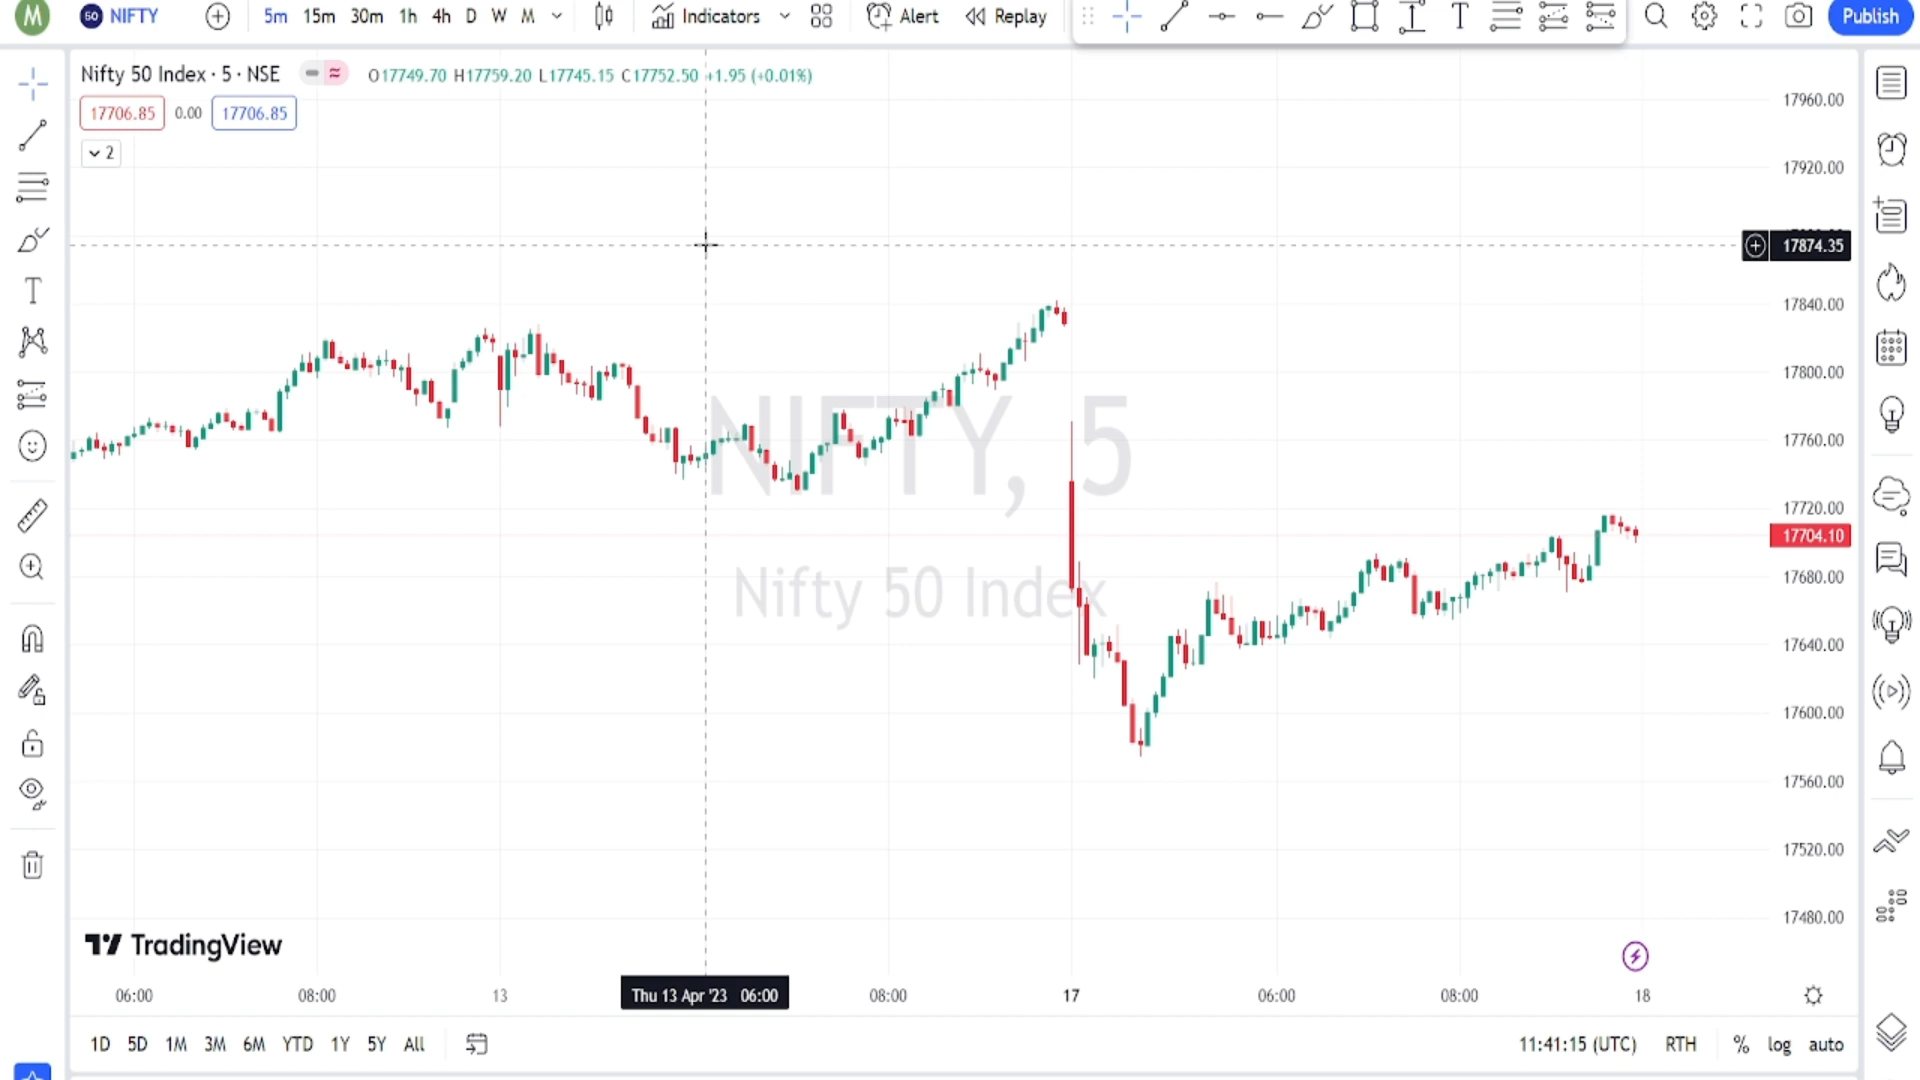 M
50 NIFTY 5m 15m 30m 1h 4h D W M Indicators Alert Replay T Publish
Nifty 50 Index · 5 · NSE O17749.70 H17759.20 L17745.15 C17752.50 +1.95 (+0.01%)
17706.85 0.00 17706.85
2
T
17960.00
17920.00
17874.35
17840.00
17800.00
17760.00
17720.00
17704.10
17680.00
17640.00
17600.00
17560.00
17520.00
17480.00
NIFTY, 5
Nifty 50 Index
TradingView
06:00 08:00 13 Thu 13 Apr '23 06:00 08:00 17 06:00 08:00 18
1D 5D 1M 3M 6M YTD 1Y 5Y All 11:41:15 (UTC) RTH % log auto